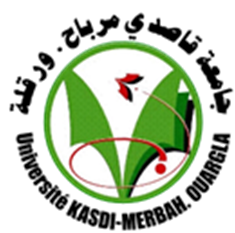 جامعة قاصدي مرباح . ورقلة
Université KASDI-MERBAH. OUARGLA